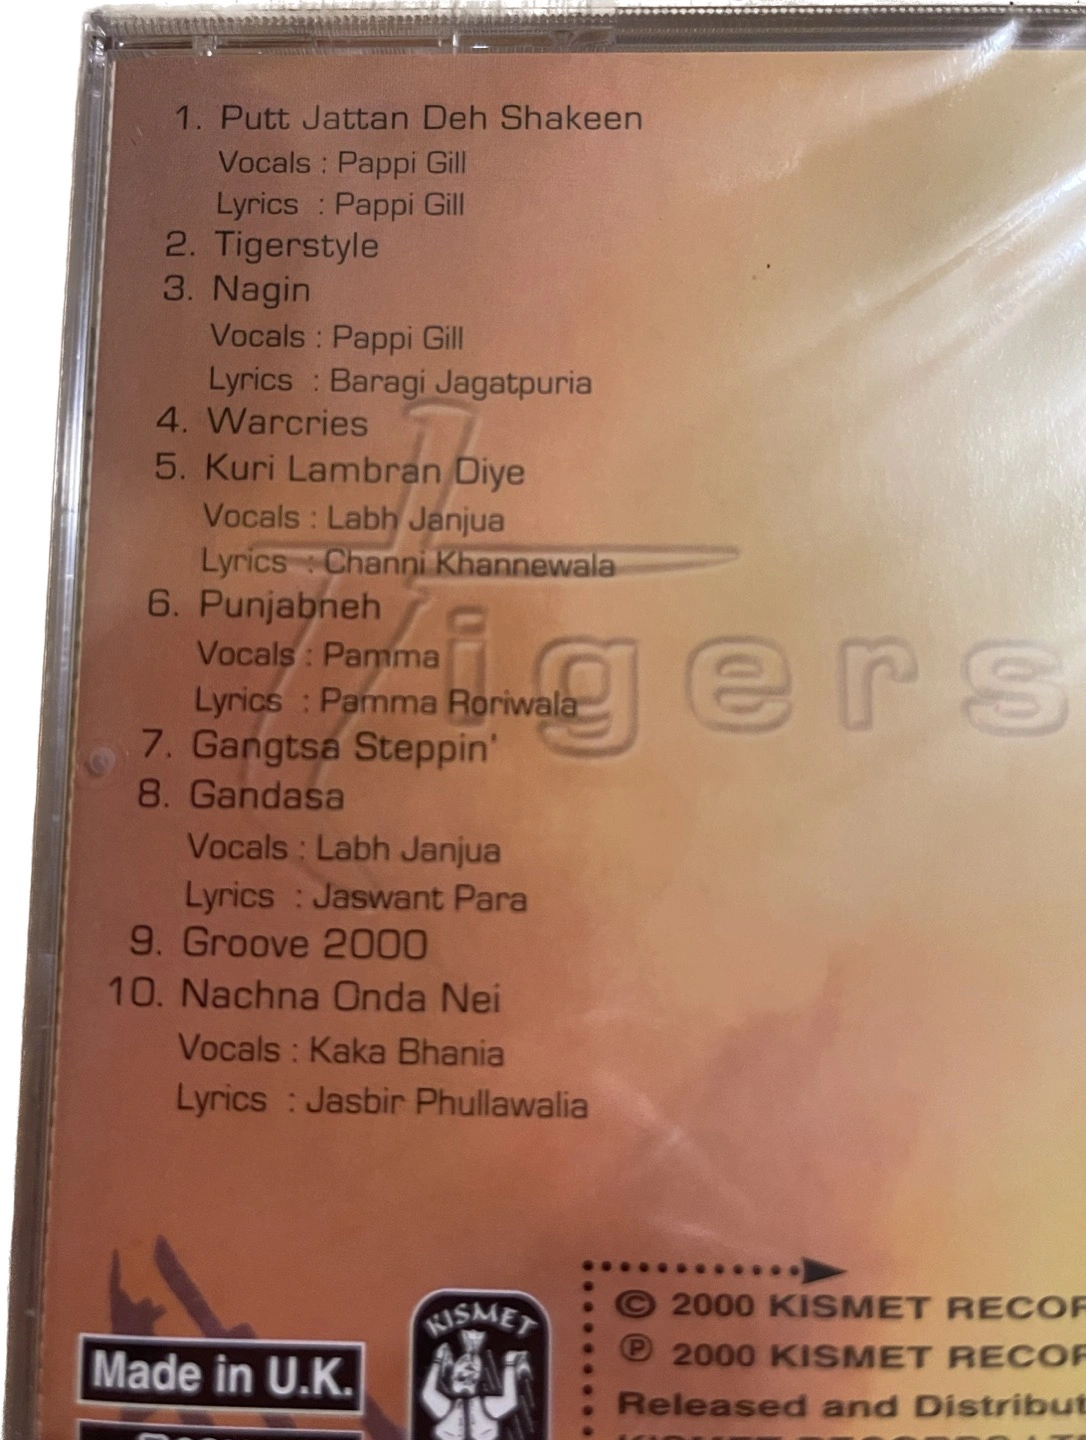 1. Putt Jattan Deh Shakeen
Vocals : Pappi Gill
Lyrics : Pappi Gill
2. Tigerstyle
3. Nagin
Vocals : Pappi Gill
Lyrics : Baragi Jagatpuria
4. Warcries
5. Kuri Lambran Diye
Vocals : Labh Janjua
Lyrics : Channi Khannewala
6. Punjabneh
Vocals : Pamma
Lyrics : Pamma Roriwala
7. Gangtsa Steppin'
8. Gandasa
Vocals : Labh Janjua
Lyrics : Jaswant Para
9. Groove 2000
10. Nachna Onda Nei
Vocals : Kaka Bhania
Lyrics : Jasbir Phullawalia
tigers
Made in U.K.
KISMET
© 2000 KISMET RECOR
℗ 2000 KISMET RECOR
Released and Distribut